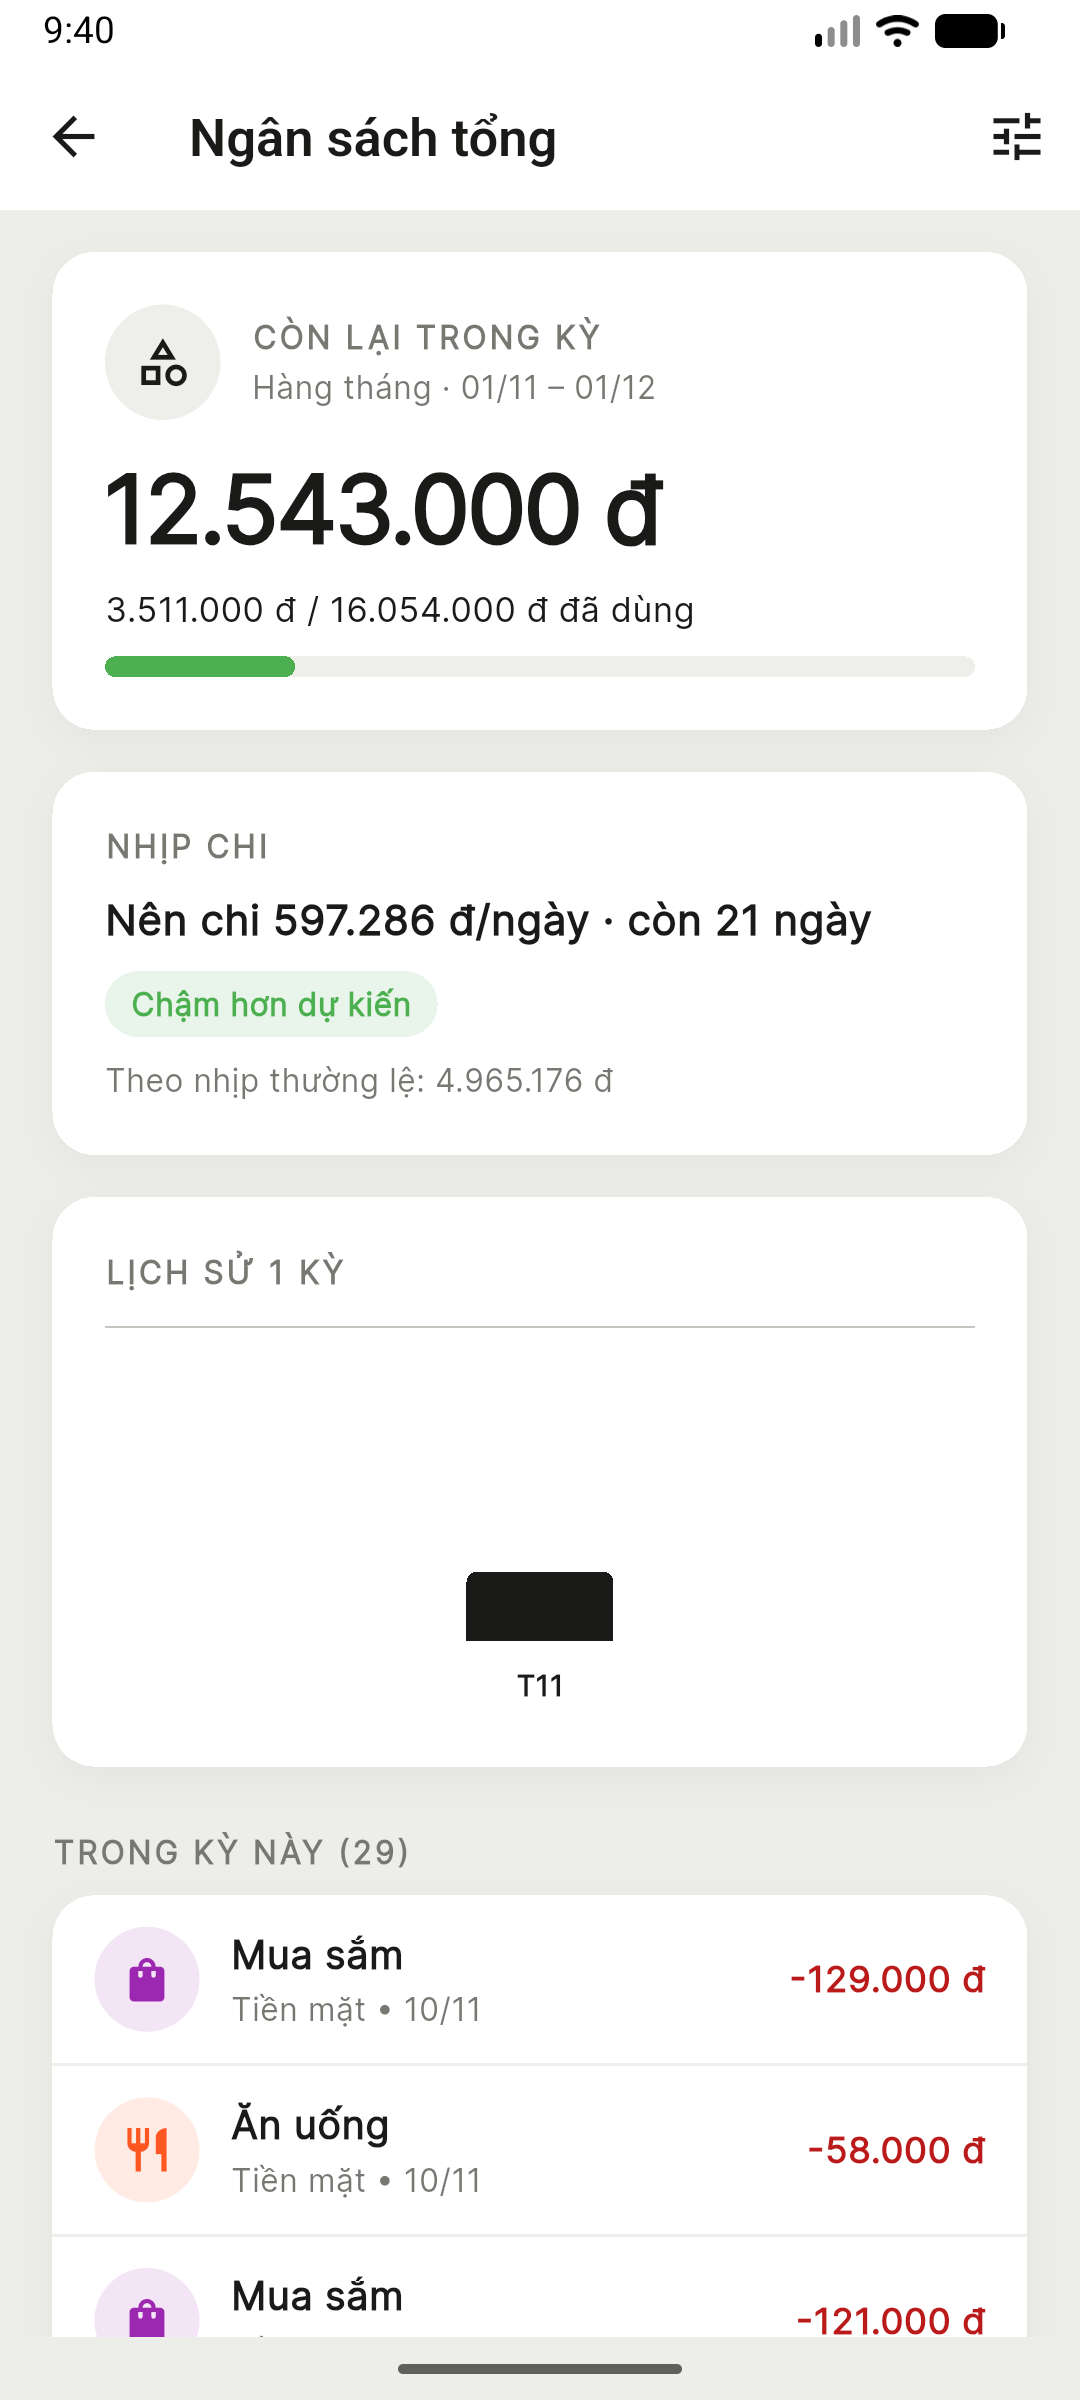 9:40
Ngân sách tổng
CÒN LẠI TRONG KỲ
Hàng tháng · 01/11 – 01/12
12.543.000 đ
3.511.000 đ / 16.054.000 đ đã dùng
NHỊP CHI
Nên chi 597.286 đ/ngày · còn 21 ngày
Chậm hơn dự kiến
Theo nhịp thường lệ: 4.965.176 đ
LỊCH SỬ 1 KỲ
T11
TRONG KỲ NÀY (29)
Mua sắm
-129.000 đ
Tiền mặt • 10/11
Ăn uống
-58.000 đ
Tiền mặt • 10/11
Mua sắm
-121.000 đ